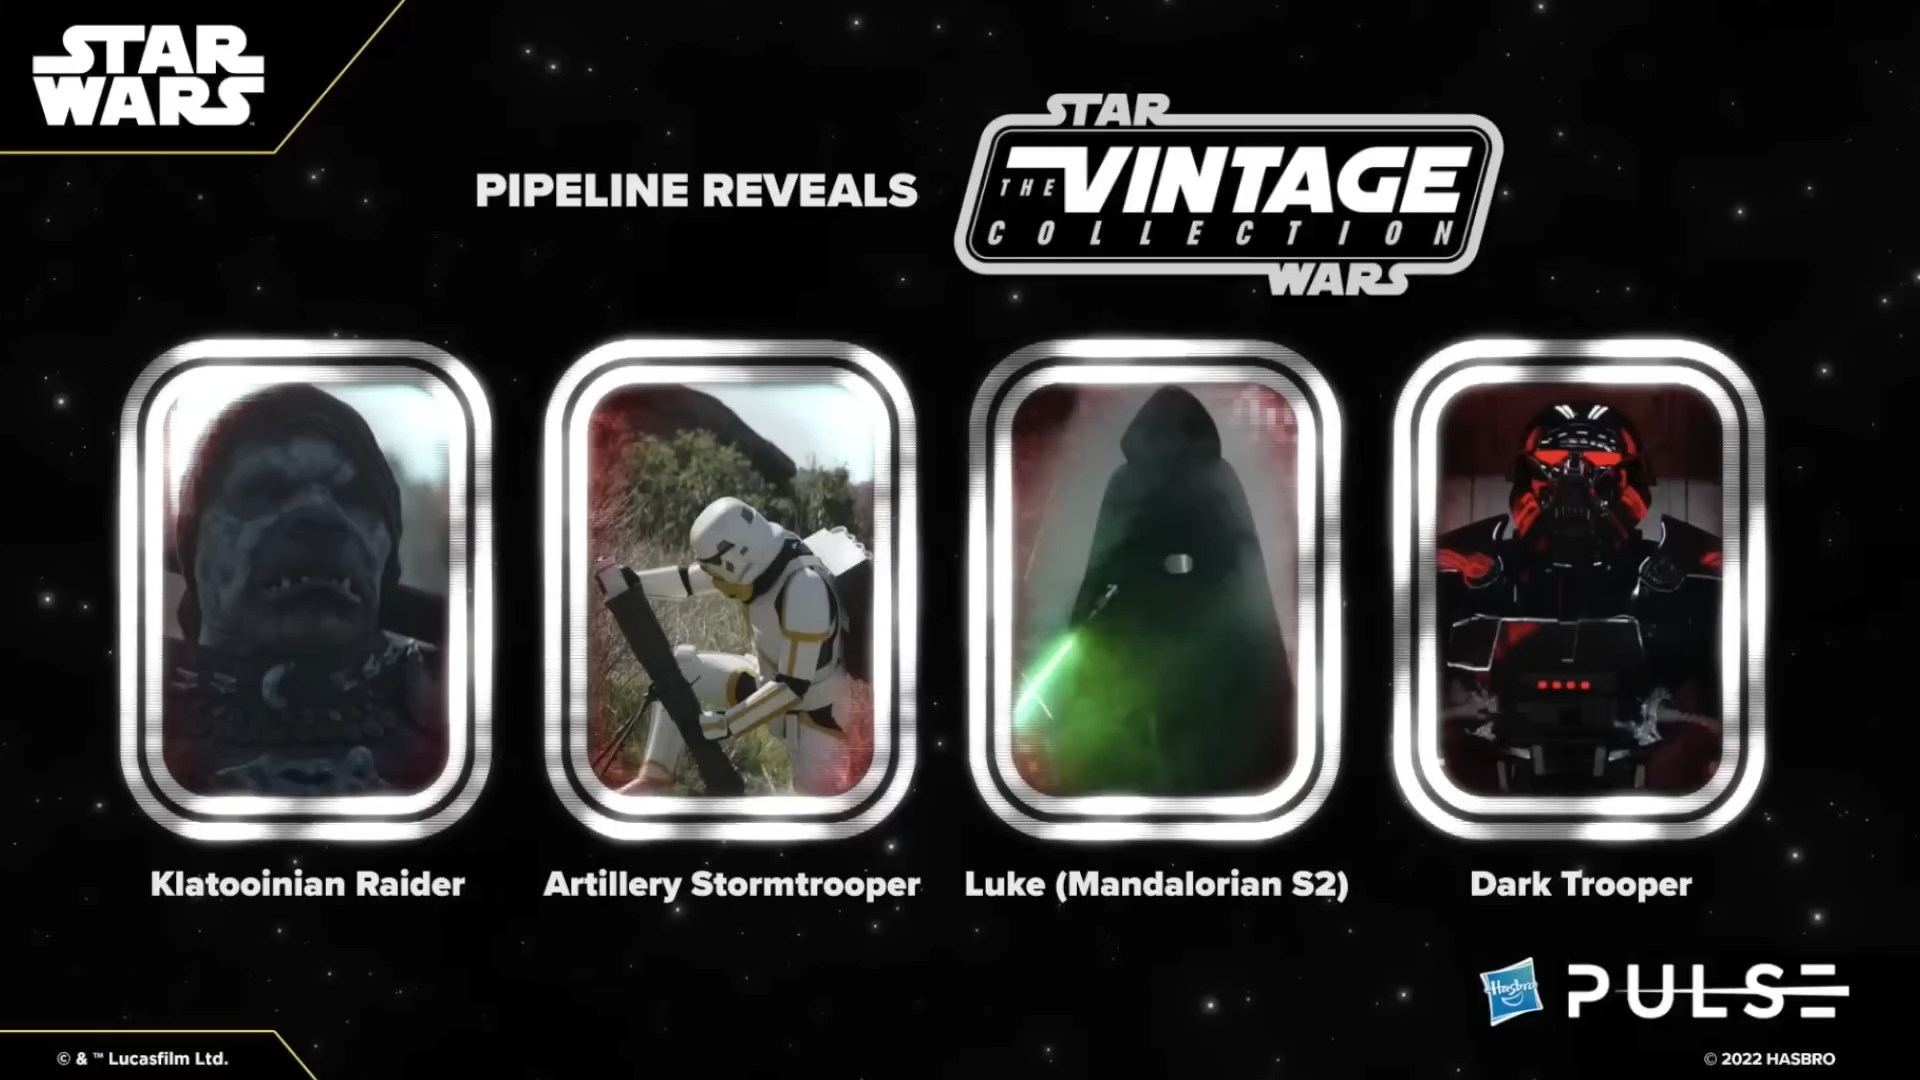 STAR
WARS
PIPELINE REVEALS
STAR
THE VINTAGE
COLLECTION
WARS
Klatooinian Raider
Artillery Stormtrooper
Luke (Mandalorian S2)
Dark Trooper
Hasbro
PULSE
© & ™ Lucasfilm Ltd.
© 2022 HASBRO